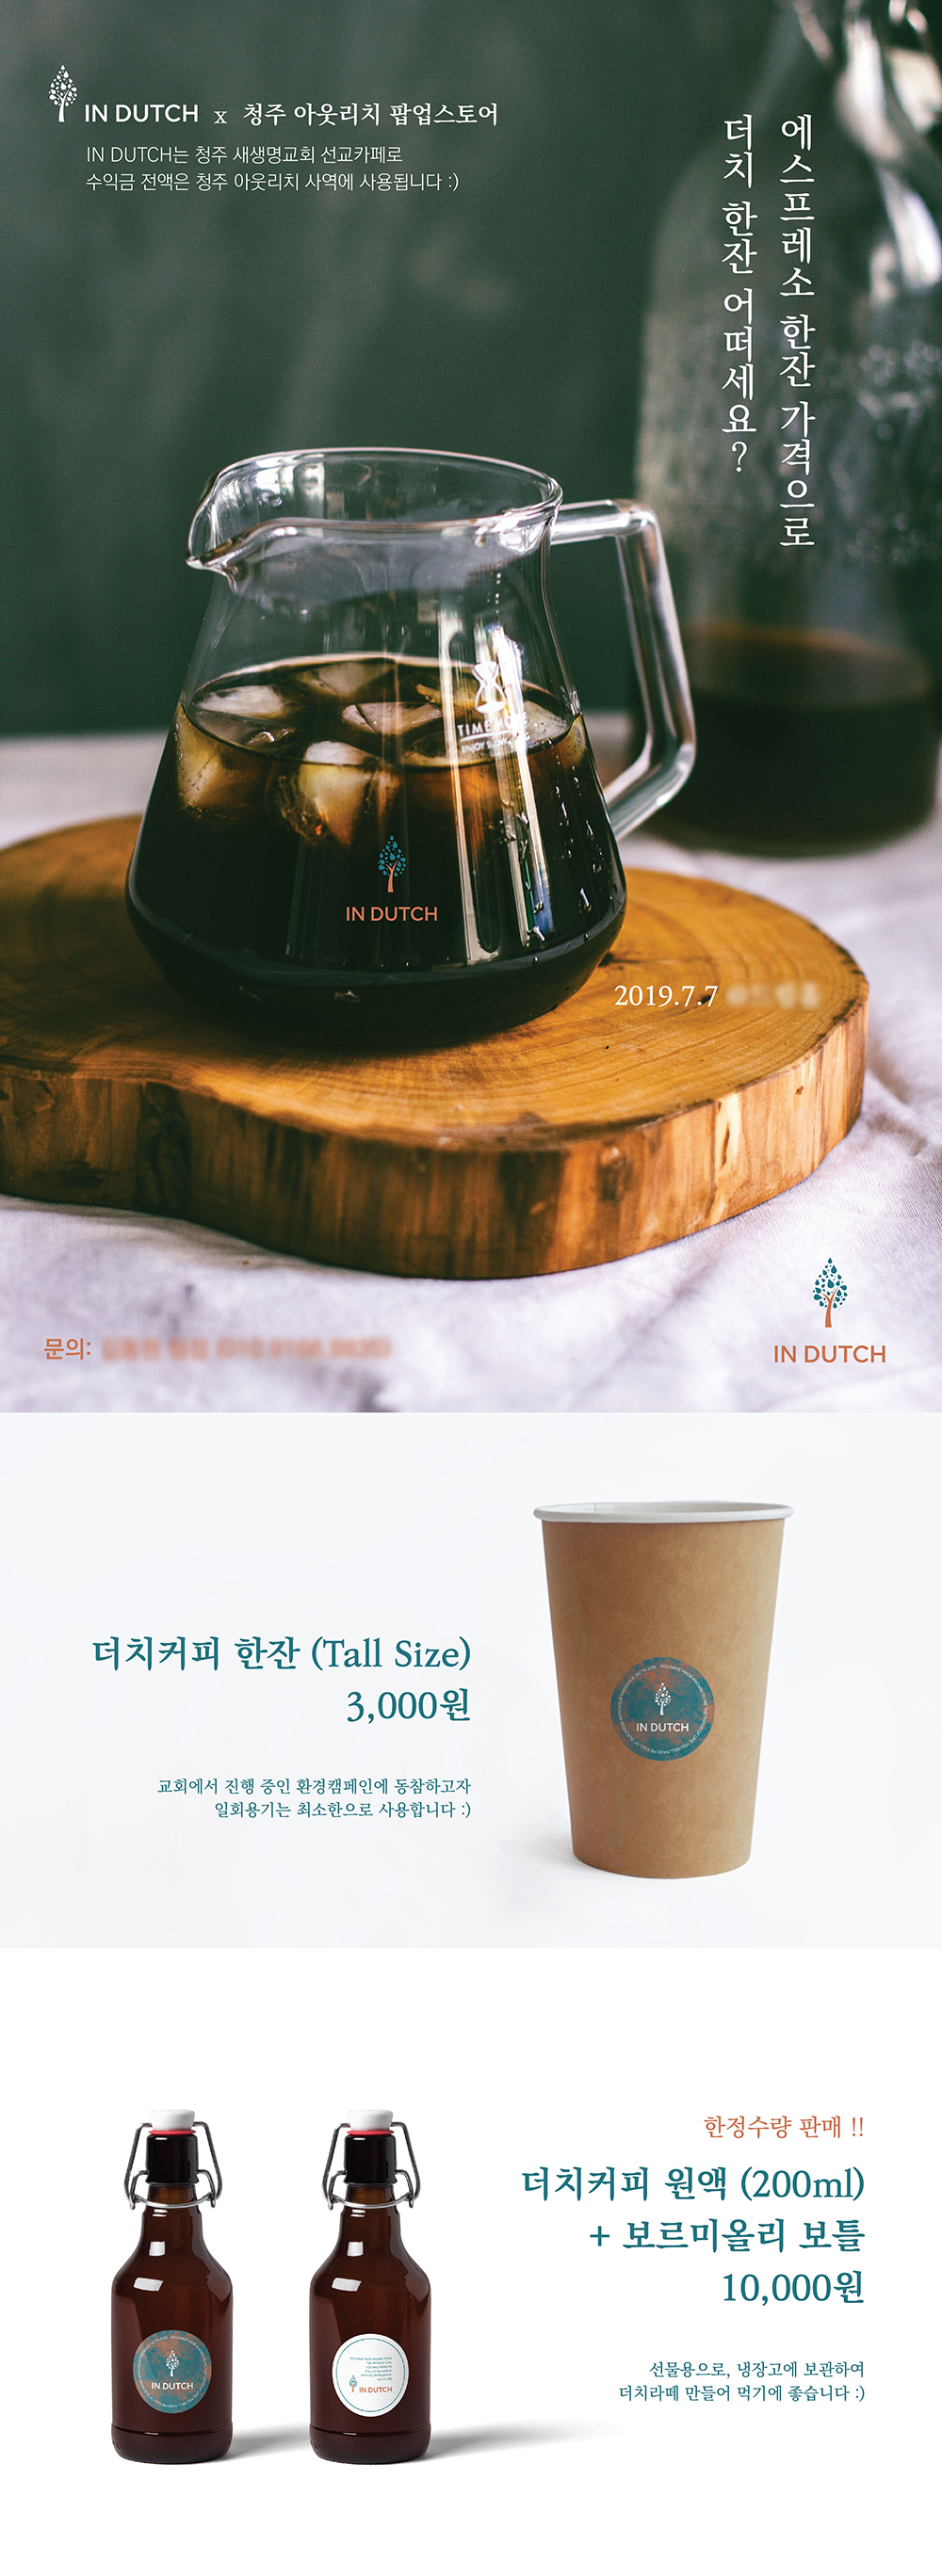 IN DUTCH x 청주 아웃리치 팝업스토어
IN DUTCH는 청주 새생명교회 선교카페로
수익금 전액은 청주 아웃리치 사역에 사용됩니다 :)
에스프레소 한잔 가격으로
더치 한잔 어떠세요?
IN DUTCH
2019.7.7
문의:
IN DUTCH
더치커피 한잔 (Tall Size)
3,000원
교회에서 진행 중인 환경캠페인에 동참하고자
일회용기는 최소한으로 사용합니다 :)
IN DUTCH
한정수량 판매 !!
더치커피 원액 (200ml)
+ 보르미올리 보틀
10,000원
선물용으로, 냉장고에 보관하여
더치라떼 만들어 먹기에 좋습니다 :)
IN DUTCH
IN DUTCH